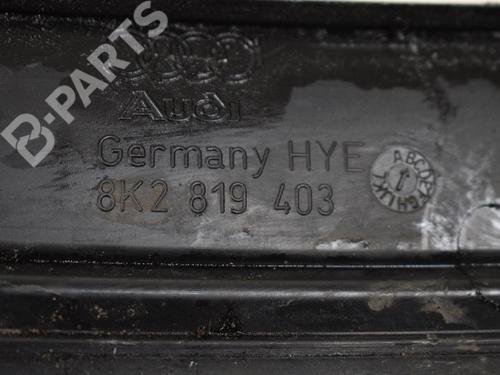 B-PARTS
Audi
Germany HYE
8K2 819 403